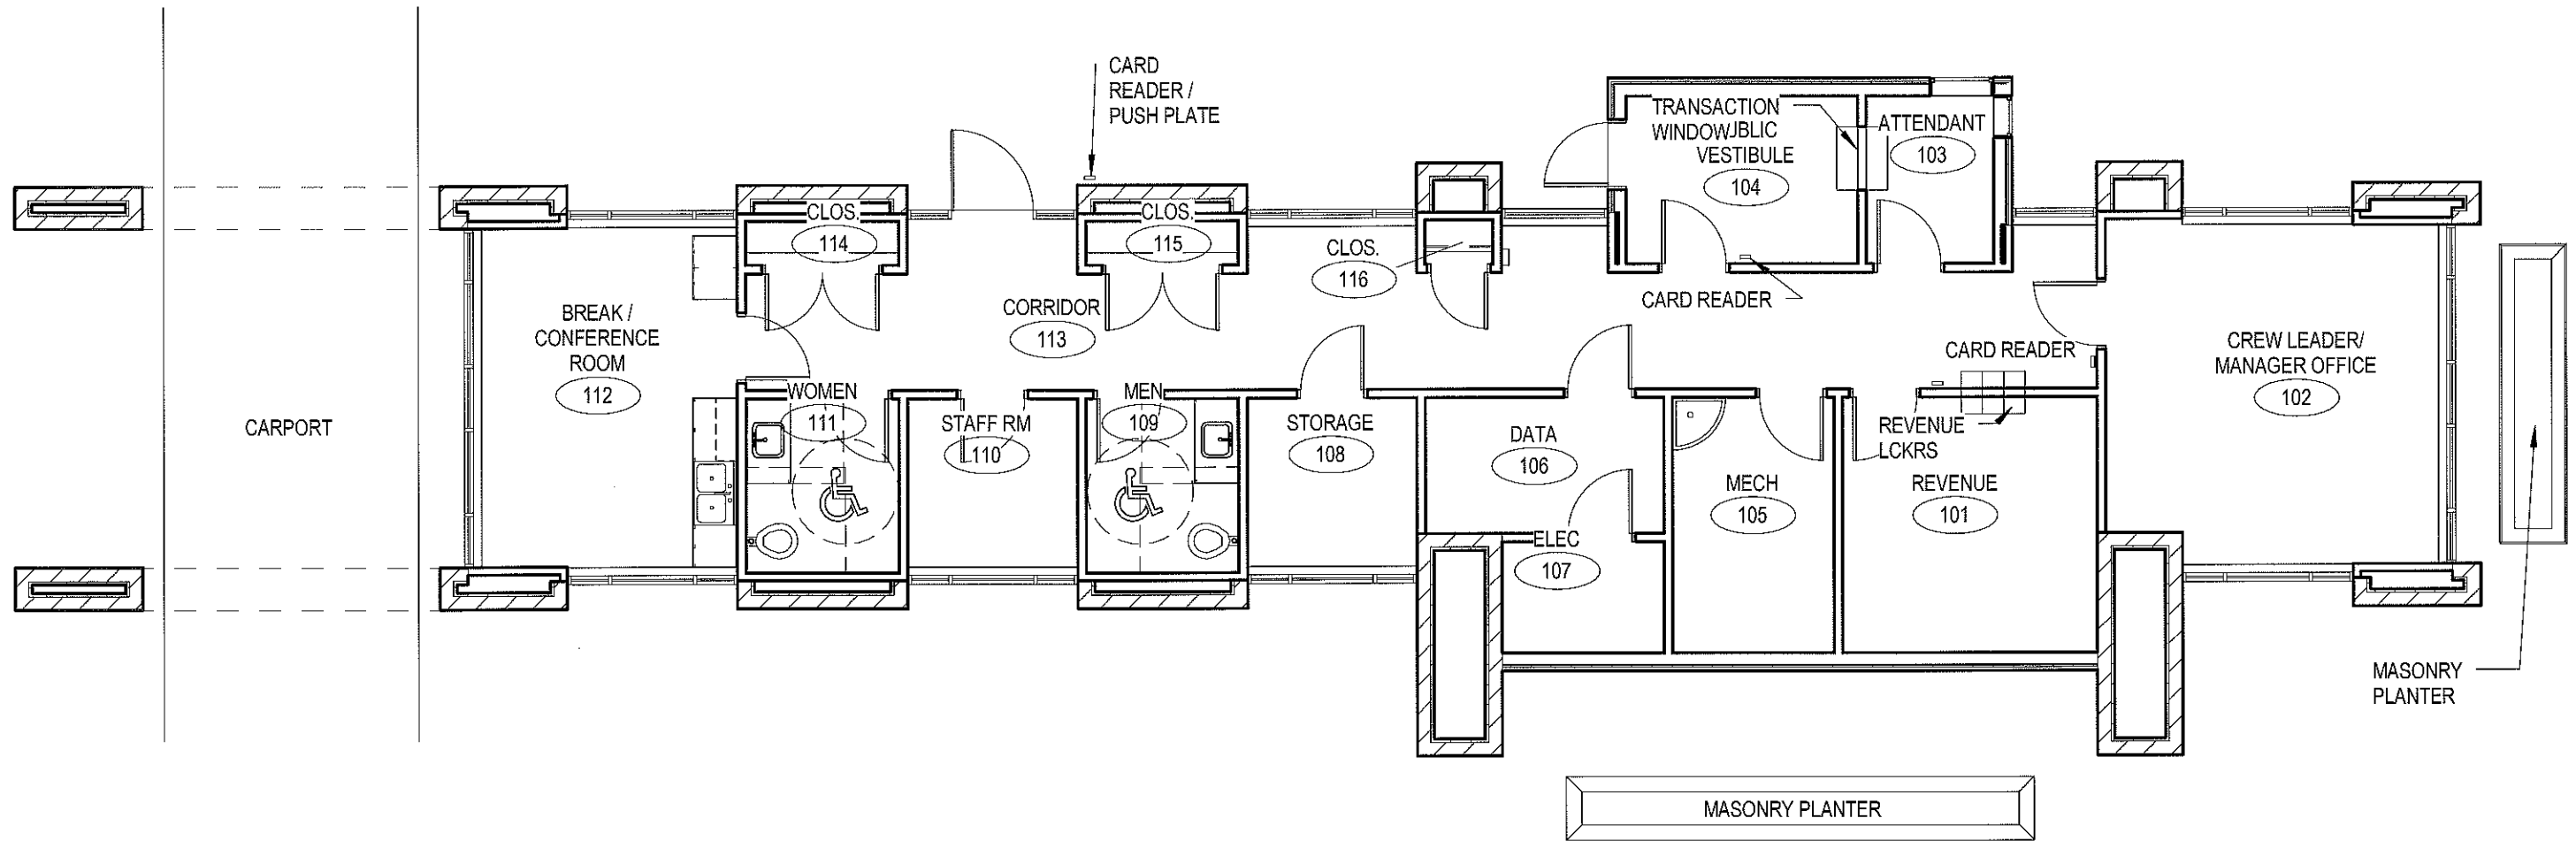 CARD
READER /
PUSH PLATE
TRANSACTION
WINDOWJBLIC
VESTIBULE
104
ATTENDANT
103
CLOS.
114
CLOS.
115
CLOS.
116
CARD READER
CORRIDOR
113
BREAK /
CONFERENCE
ROOM
112
CARD READER
CREW LEADER/
MANAGER OFFICE
102
CARPORT
WOMEN
111
STAFF RM
110
MEN
109
STORAGE
108
DATA
106
REVENUE
LCKRS
MECH
105
REVENUE
101
ELEC
107
MASONRY
PLANTER
MASONRY PLANTER